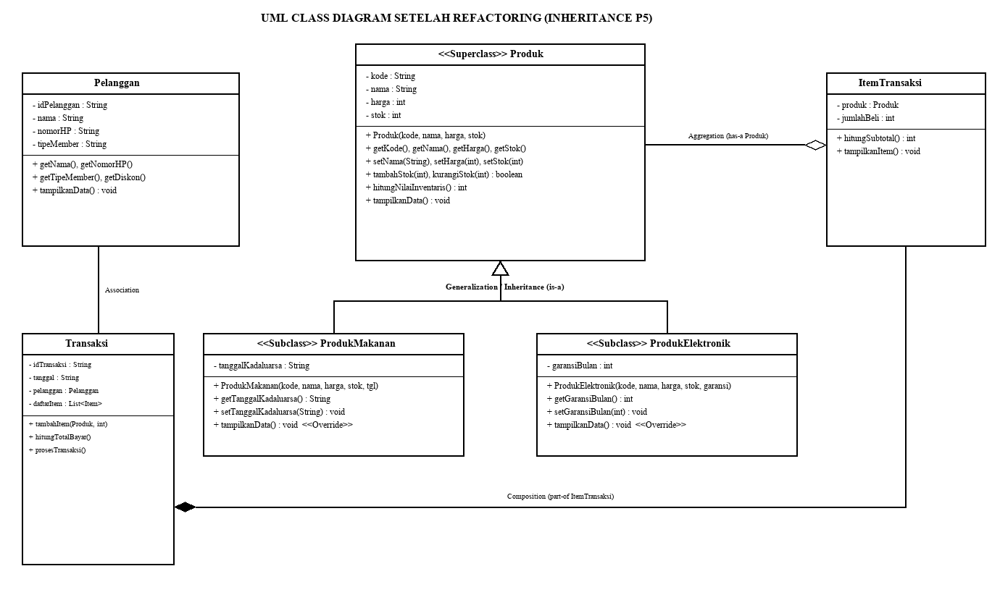 UML CLASS DIAGRAM SETELAH REFACTORING (INHERITANCE P5)
Pelanggan
- idPelanggan : String
- nama : String
- nomorHP : String
- tipeMember : String
+ getNama(), getNomorHP()
+ getTipeMember(), getDiskon()
+ tampilkanData() : void
<<Superclass>> Produk
- kode : String
- nama : String
- harga : int
- stok : int
+ Produk(kode, nama, harga, stok)
+ getKode(), getNama(), getHarga(), getStok()
+ setNama(String), setHarga(int), setStok(int)
+ tambahStok(int), kurangiStok(int) : boolean
+ hitungNilaiInventaris() : int
+ tampilkanData() : void
Aggregation (has-a Produk)
ItemTransaksi
- produk : Produk
- jumlahBeli : int
+ hitungSubtotal() : int
+ tampilkanItem() : void
Association
Generalization / Inheritance (is-a)
Transaksi
- idTransaksi : String
- tanggal : String
- pelanggan : Pelanggan
- daftarItem : List<Item>
+ tambahItem(Produk, int)
+ hitungTotalBayar()
+ prosesTransaksi()
<<Subclass>> ProdukMakanan
- tanggalKadaluarsa : String
+ ProdukMakanan(kode, nama, harga, stok, tgl)
+ getTanggalKadaluarsa() : String
+ setTanggalKadaluarsa(String) : void
+ tampilkanData() : void <<Override>>
<<Subclass>> ProdukElektronik
- garansiBulan : int
+ ProdukElektronik(kode, nama, harga, stok, garansi)
+ getGaransiBulan() : int
+ setGaransiBulan(int) : void
+ tampilkanData() : void <<Override>>
Composition (part-of ItemTransaksi)